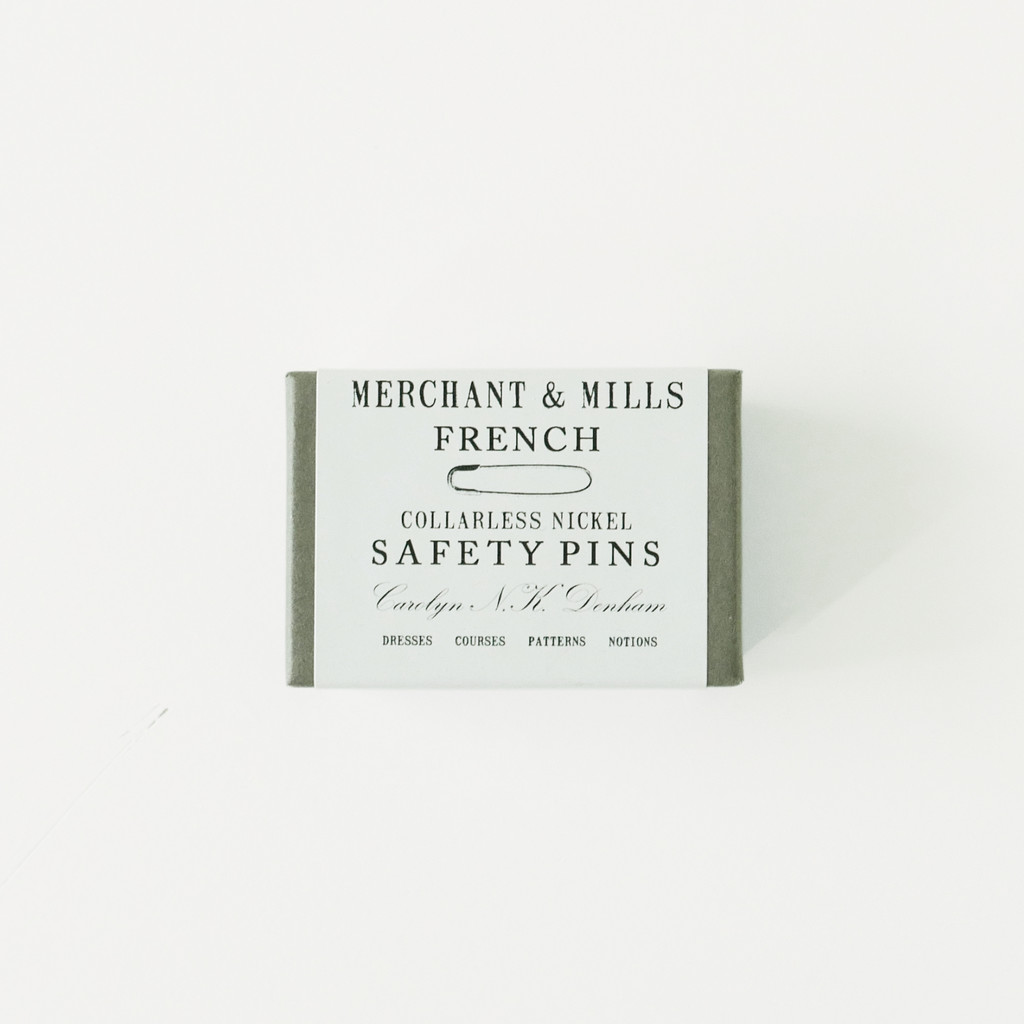 MERCHANT & MILLS
FRENCH
COLLARLESS NICKEL
SAFETY PINS
Carolyn N.K. Denham
DRESSES COURSES PATTERNS NOTIONS